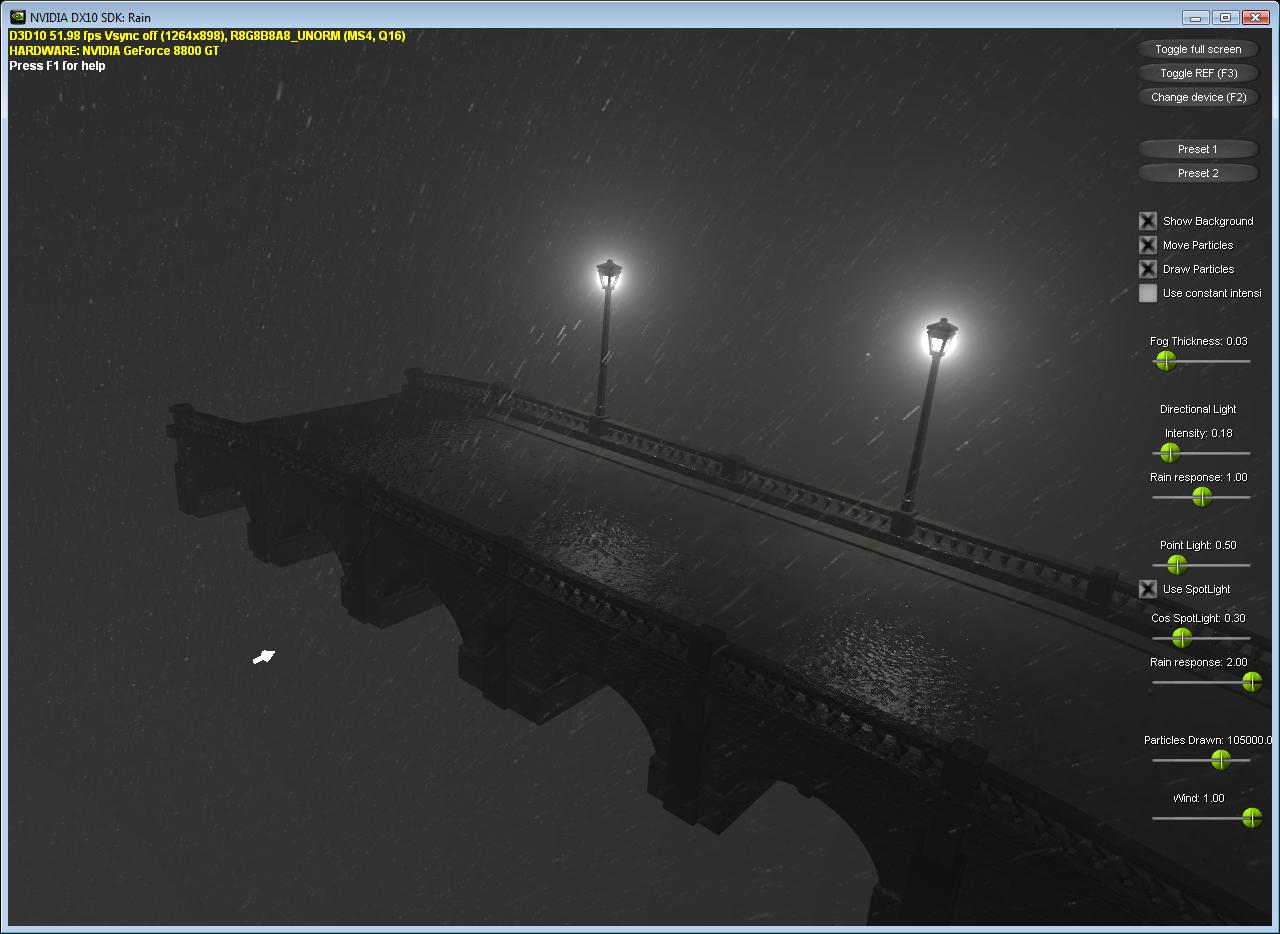 NVIDIA DX10 SDK: Rain
D3D10 51.98 fps Vsync off (1264x898), R8G8B8A8_UNORM (MS4, Q16)
HARDWARE: NVIDIA GeForce 8800 GT
Press F1 for help
Toggle full screen
Toggle REF (F3)
Change device (F2)
Preset 1
Preset 2
Show Background
Move Particles
Draw Particles
Use constant intensi
Fog Thickness: 0.03
Directional Light
Intensity: 0.18
Rain response: 1.00
Point Light: 0.50
Use SpotLight
Cos SpotLight: 0.30
Rain response: 2.00
Particles Drawn: 105000.0
Wind: 1.00